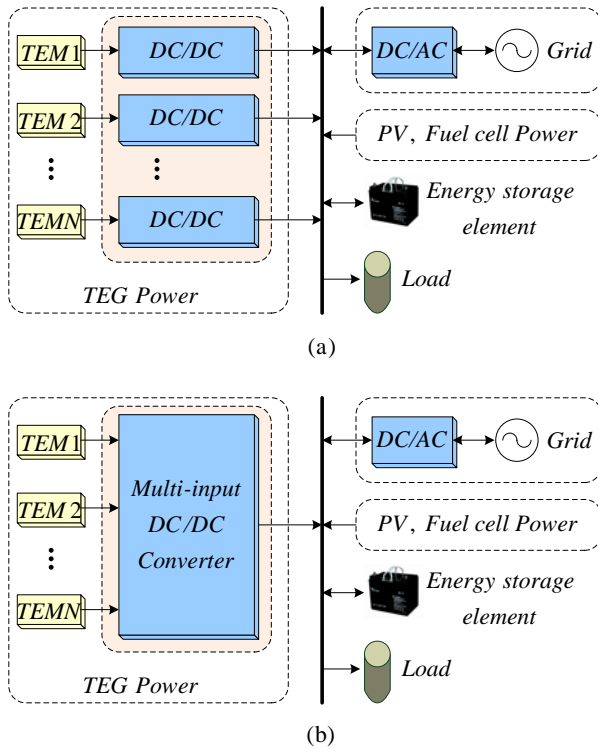 TEM1
DC/DC
DC/AC
Grid
TEM 2
DC/DC
PV, Fuel cell Power
TEMN
DC/DC
Energy storage
element
Load
TEG Power
(a)
TEM1
Multi-input
DC/DC
Converter
DC/AC
Grid
TEM 2
PV, Fuel cell Power
TEMN
Energy storage
element
Load
TEG Power
(b)